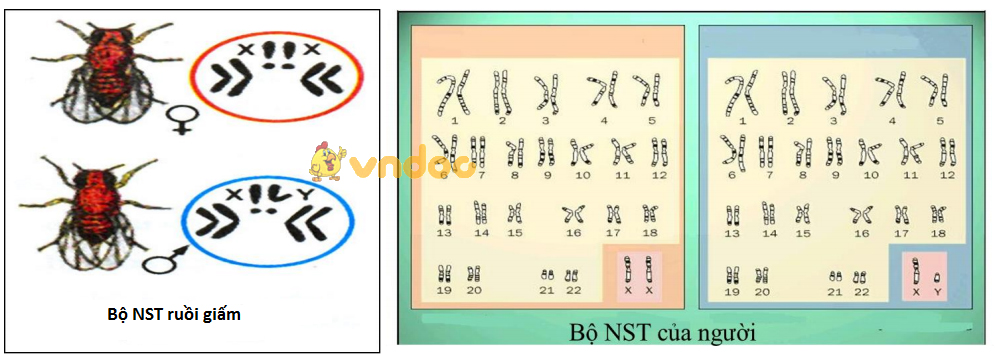 X X
♀
X Y
♂
Bộ NST ruồi giấm
vndoc
1 2 3 4 5
6 7 8 9 10 11 12
13 14 15 16 17 18
19 20 21 22 X X
1 2 3 4 5
6 7 8 9 10 11 12
13 14 15 16 17 18
19 20 21 22 X Y
Bộ NST của người